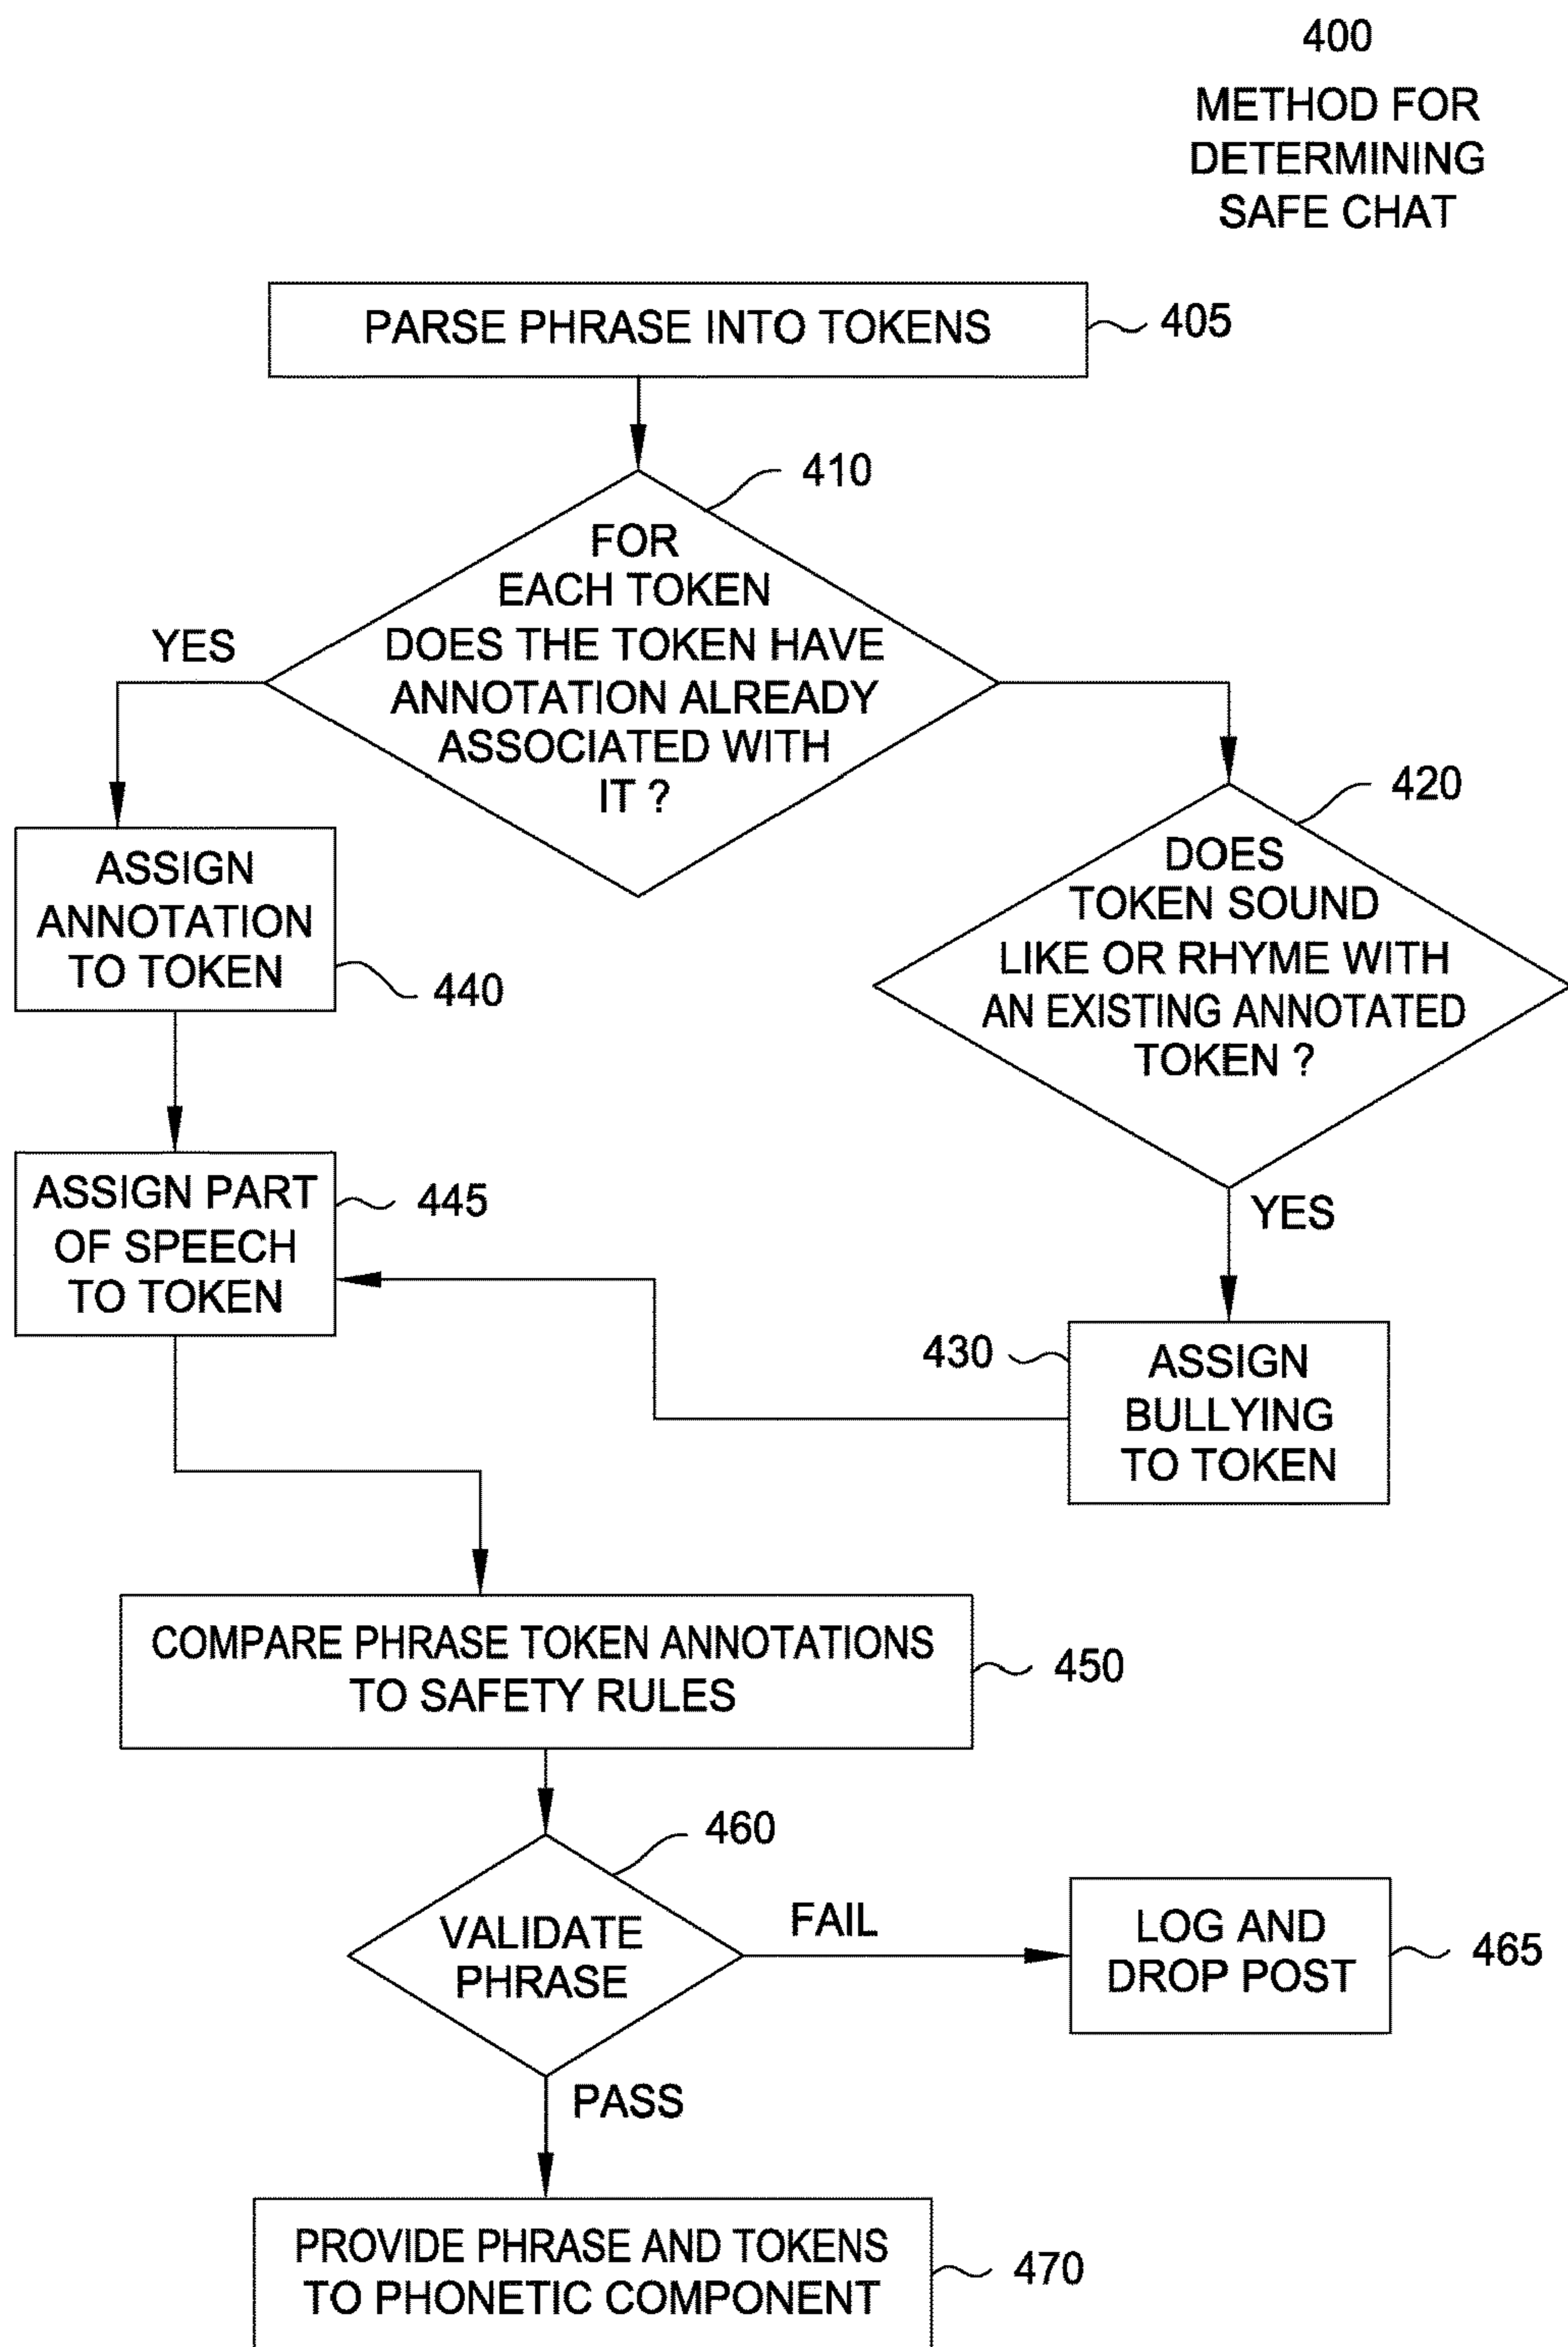 400
METHOD FOR
DETERMINING
SAFE CHAT
PARSE PHRASE INTO TOKENS
405
410
FOR
EACH TOKEN
DOES THE TOKEN HAVE
ANNOTATION ALREADY
ASSOCIATED WITH
IT ?
YES
420
DOES
TOKEN SOUND
LIKE OR RHYME WITH
AN EXISTING ANNOTATED
TOKEN ?
ASSIGN
ANNOTATION
TO TOKEN
440
YES
ASSIGN PART
OF SPEECH
TO TOKEN
445
430
ASSIGN
BULLYING
TO TOKEN
COMPARE PHRASE TOKEN ANNOTATIONS
TO SAFETY RULES
450
460
VALIDATE
PHRASE
FAIL
LOG AND
DROP POST
465
PASS
PROVIDE PHRASE AND TOKENS
TO PHONETIC COMPONENT
470